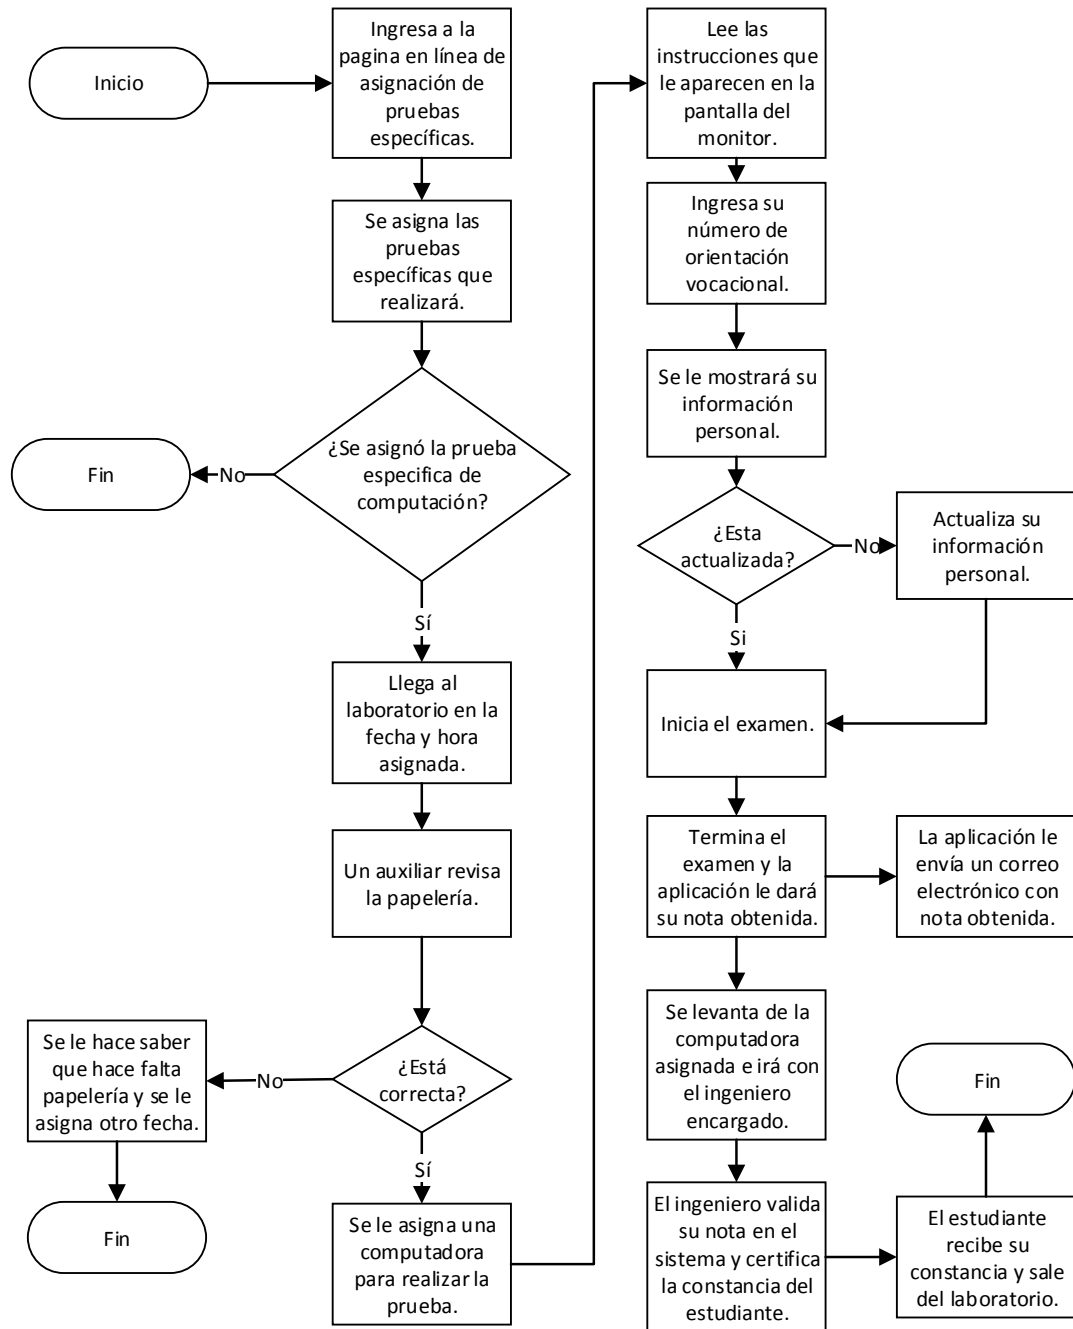 Inicio
Ingresa a la
pagina en línea de
asignación de
pruebas
específicas.
Se asigna las
pruebas
específicas que
realizará.
¿Se asignó la prueba
especifica de
computación?
No
Fin
Sí
Llega al
laboratorio en la
fecha y hora
asignada.
Un auxiliar revisa
la papelería.
¿Está
correcta?
No
Se le hace saber
que hace falta
papelería y se le
asigna otro fecha.
Fin
Sí
Se le asigna una
computadora
para realizar la
prueba.
Lee las
instrucciones que
le aparecen en la
pantalla del
monitor.
Ingresa su
número de
orientación
vocacional.
Se le mostrará su
información
personal.
¿Esta
actualizada?
No
Actualiza su
información
personal.
Si
Inicia el examen.
Termina el
examen y la
aplicación le dará
su nota obtenida.
La aplicación le
envía un correo
electrónico con
nota obtenida.
Se levanta de la
computadora
asignada e irá con
el ingeniero
encargado.
El ingeniero valida
su nota en el
sistema y certifica
la constancia del
estudiante.
El estudiante
recibe su
constancia y sale
del laboratorio.
Fin